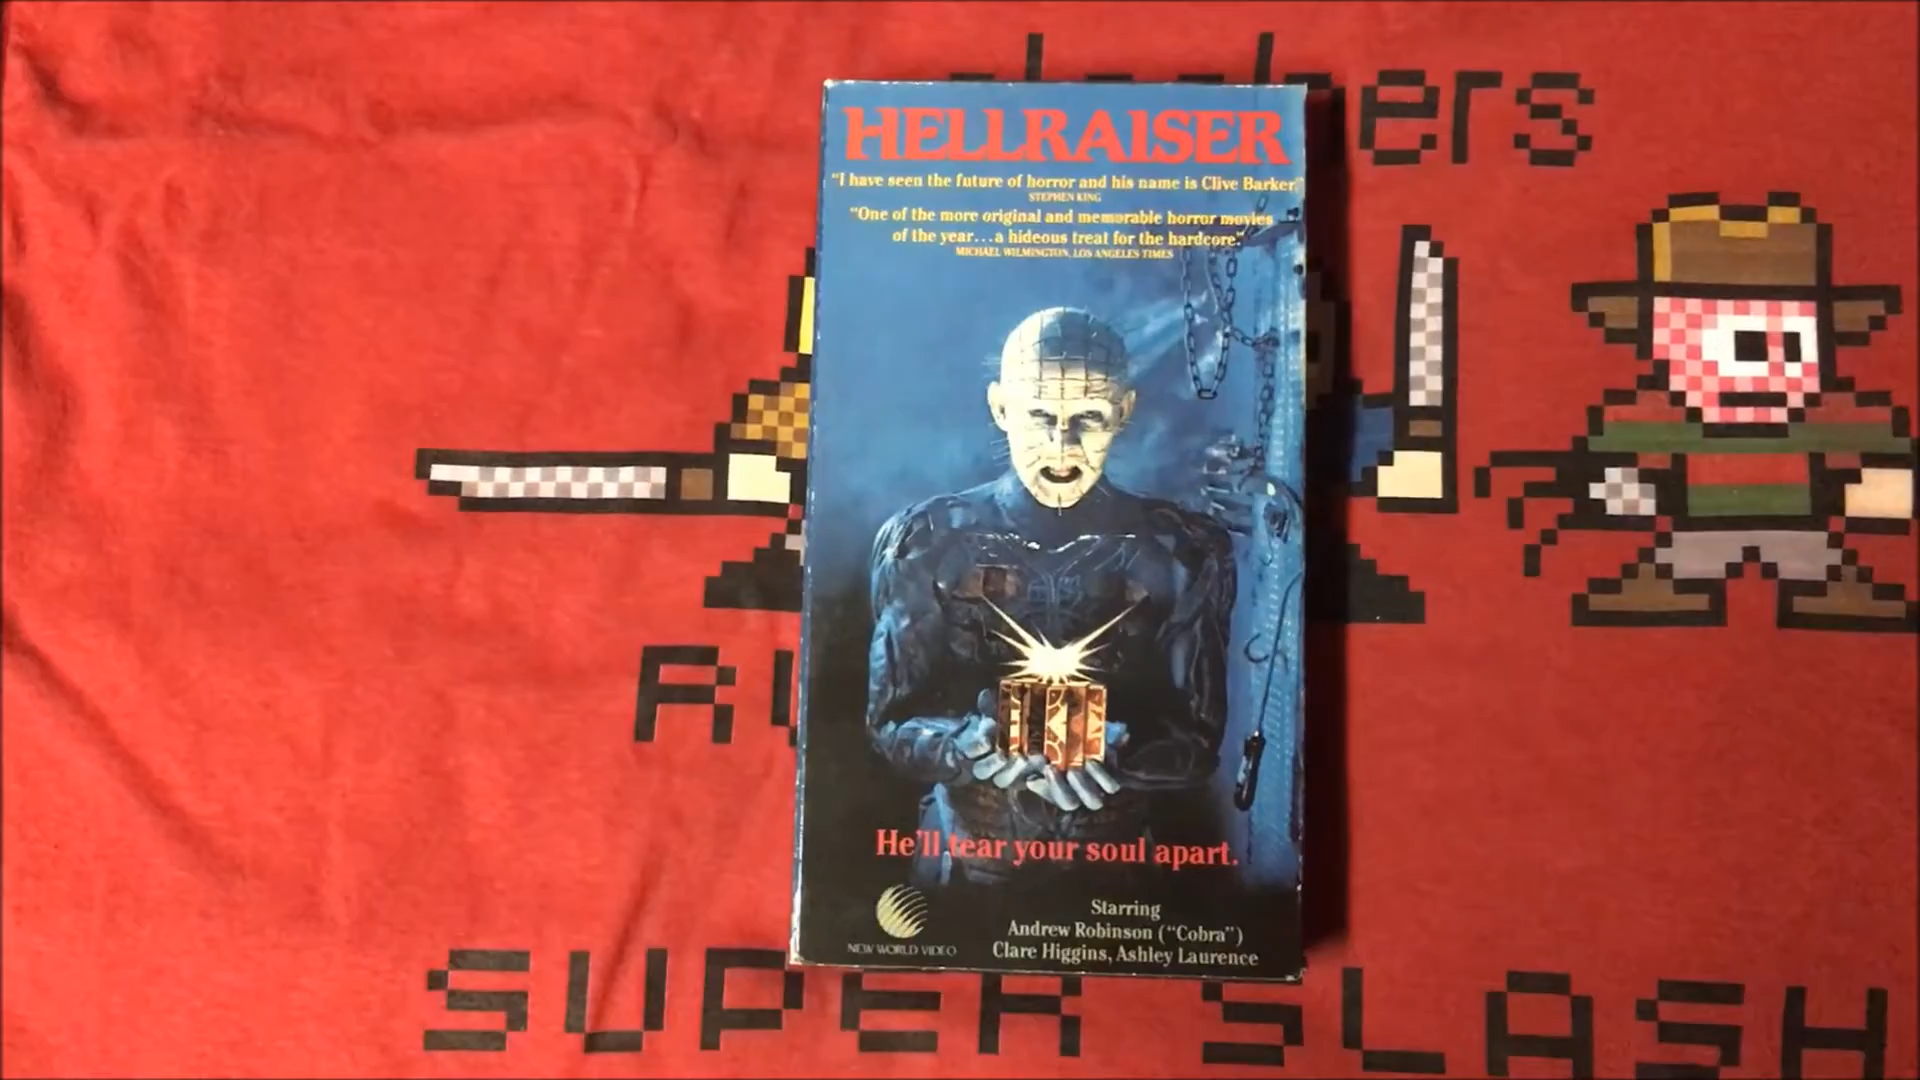 ers
HELLRAISER
"I have seen the future of horror and his name is Clive Barker."
STEPHEN KING
"One of the more original and memorable horror movies
of the year...a hideous treat for the hardcore."
MICHAEL WILMINGTON, LOS ANGELES TIMES
He'll tear your soul apart.
NEW WORLD VIDEO
Starring
Andrew Robinson ("Cobra")
Clare Higgins, Ashley Laurence
SUPER SLASH